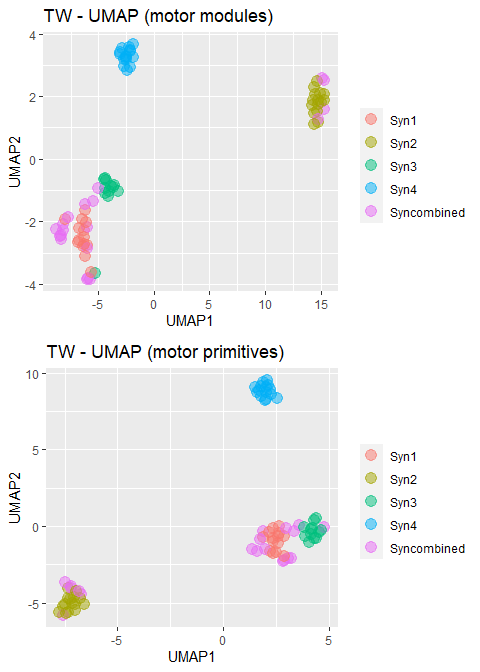 TW - UMAP (motor modules)
4
2
0
-2
-4
UMAP2
-5
0
5
10
15
UMAP1
Syn1
Syn2
Syn3
Syn4
Syncombined
TW - UMAP (motor primitives)
10
5
0
-5
UMAP2
-5
0
5
UMAP1
Syn1
Syn2
Syn3
Syn4
Syncombined